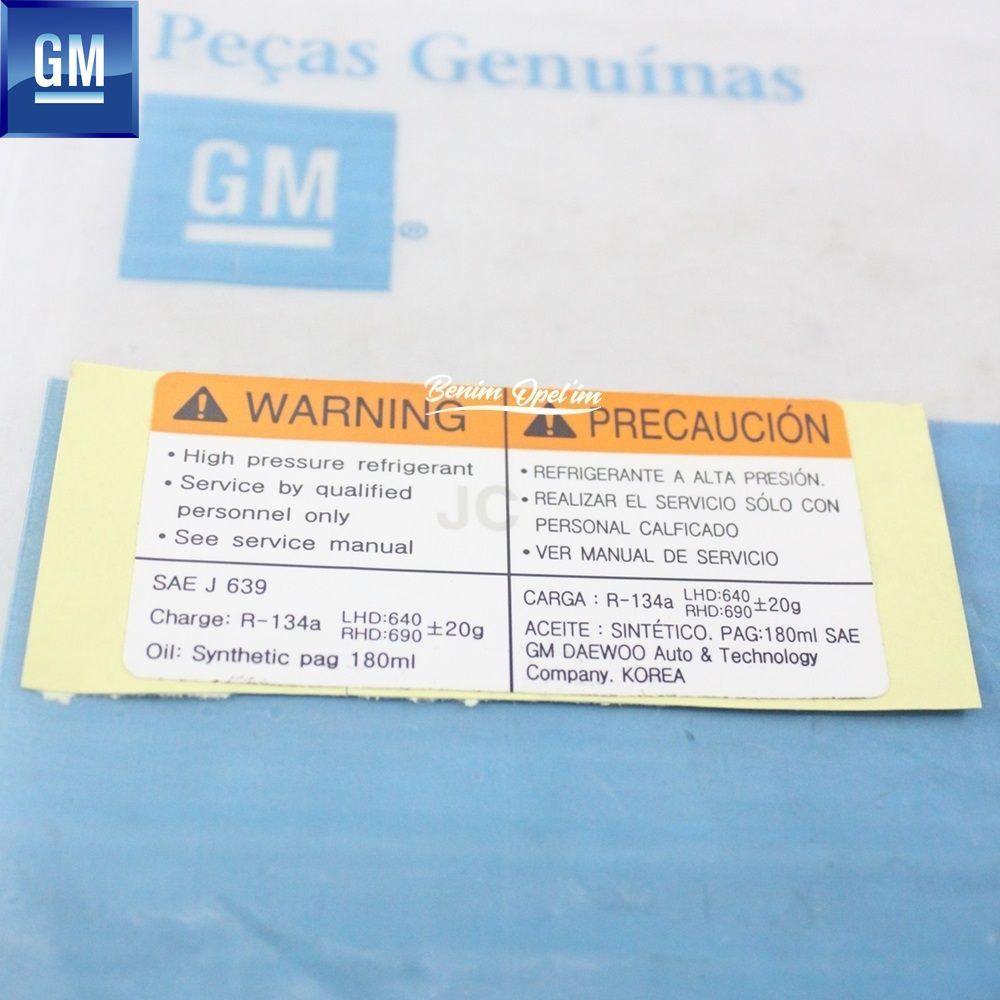 GM
Peças Genuínas
GM
®
Benim Opel'im
WARNING
• High pressure refrigerant
• Service by qualified
personnel only
• See service manual
SAE J 639
Charge: R-134a LHD:640 RHD:690 ±20g
Oil: Synthetic pag 180ml
PRECAUCIÓN
• REFRIGERANTE A ALTA PRESIÓN.
• REALIZAR EL SERVICIO SÓLO CON
PERSONAL CALFICADO
• VER MANUAL DE SERVICIO
CARGA : R-134a LHD:640 RHD:690 ±20g
ACEITE : SINTÉTICO. PAG:180ml SAE
GM DAEWOO Auto & Technology
Company. KOREA
JC